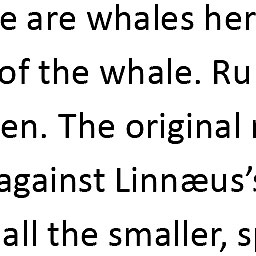 e are whales her
of the whale. Ru
en. The original
against Linnæus’s
all the smaller, sp